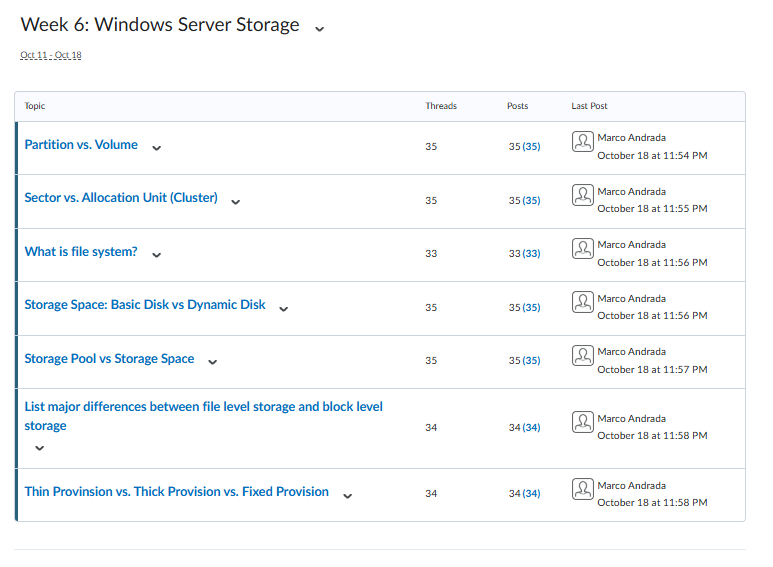 Week 6: Windows Server Storage
Oct 11 - Oct 18
Topic Threads Posts Last Post
Partition vs. Volume 35 35 (35) Marco Andrada
October 18 at 11:54 PM
Sector vs. Allocation Unit (Cluster) 35 35 (35) Marco Andrada
October 18 at 11:55 PM
What is file system? 33 33 (33) Marco Andrada
October 18 at 11:56 PM
Storage Space: Basic Disk vs Dynamic Disk 35 35 (35) Marco Andrada
October 18 at 11:56 PM
Storage Pool vs Storage Space 35 35 (35) Marco Andrada
October 18 at 11:57 PM
List major differences between file level storage and block level
storage 34 34 (34) Marco Andrada
October 18 at 11:58 PM
Thin Provinsion vs. Thick Provision vs. Fixed Provision 34 34 (34) Marco Andrada
October 18 at 11:58 PM